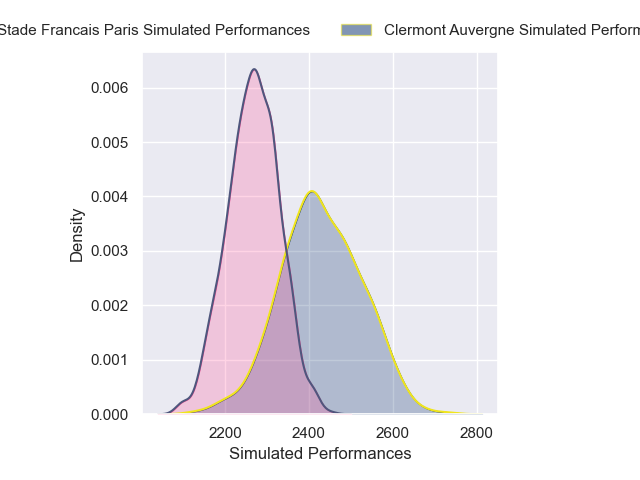 Stade Francais Paris Simulated Performances
Clermont Auvergne Simulated Perform
0.006
0.005
0.004
0.003
0.002
0.001
0.000
Density
2200 2400 2600 2800
Simulated Performances